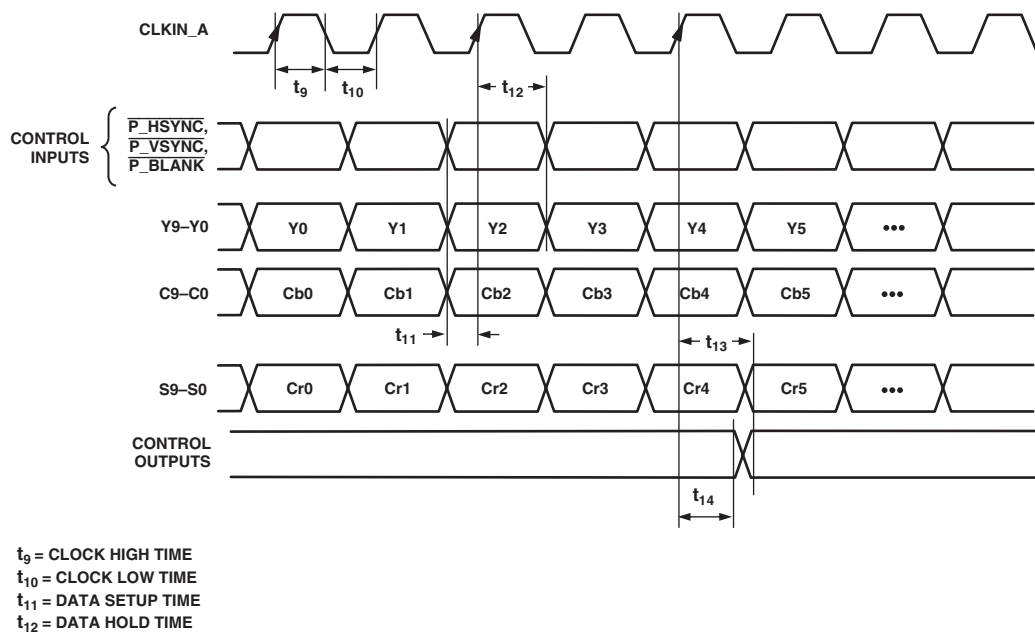 CLKIN_A
t9 t10 t12
CONTROL INPUTS
P_HSYNC,
P_VSYNC,
P_BLANK
Y9–Y0 Y0 Y1 Y2 Y3 Y4 Y5 •••
C9–C0 Cb0 Cb1 Cb2 Cb3 Cb4 Cb5 •••
t11 t13
S9–S0 Cr0 Cr1 Cr2 Cr3 Cr4 Cr5 •••
CONTROL
OUTPUTS
t14
t9 = CLOCK HIGH TIME
t10 = CLOCK LOW TIME
t11 = DATA SETUP TIME
t12 = DATA HOLD TIME